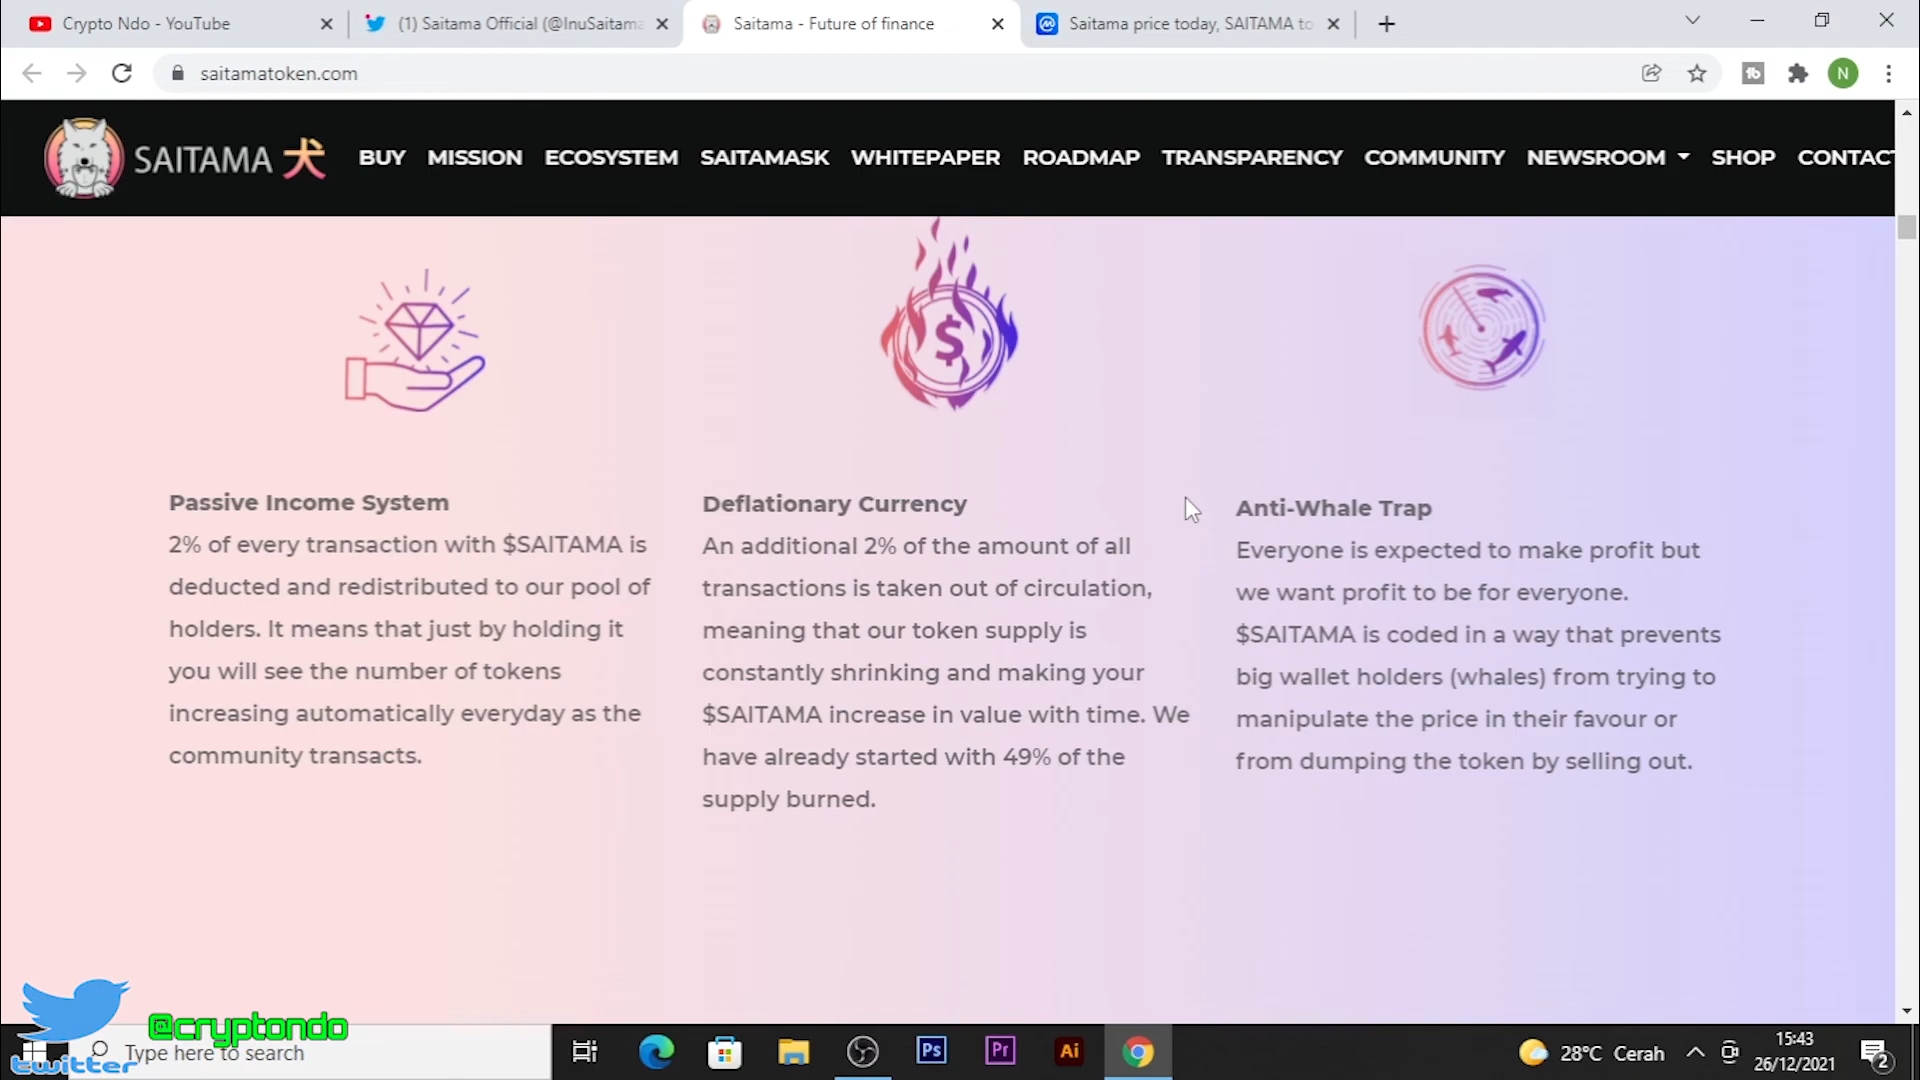 Crypto Ndo - YouTube
(1) Saitama Official (@InuSaitama
Saitama - Future of finance
Saitama price today, SAITAMA to
saitamatoken.com
N
SAITAMA 犬
BUY
MISSION
ECOSYSTEM
SAITAMASK
WHITEPAPER
ROADMAP
TRANSPARENCY
COMMUNITY
NEWSROOM
SHOP
CONTACT
$
Passive Income System
2% of every transaction with $SAITAMA is
deducted and redistributed to our pool of
holders. It means that just by holding it
you will see the number of tokens
increasing automatically everyday as the
community transacts.
Deflationary Currency
An additional 2% of the amount of all
transactions is taken out of circulation,
meaning that our token supply is
constantly shrinking and making your
$SAITAMA increase in value with time. We
have already started with 49% of the
supply burned.
Anti-Whale Trap
Everyone is expected to make profit but
we want profit to be for everyone.
$SAITAMA is coded in a way that prevents
big wallet holders (whales) from trying to
manipulate the price in their favour or
from dumping the token by selling out.
@cryptondo
twitter
Type here to search
Ps
Pr
Ai
28°C Cerah
15:43
26/12/2021
2